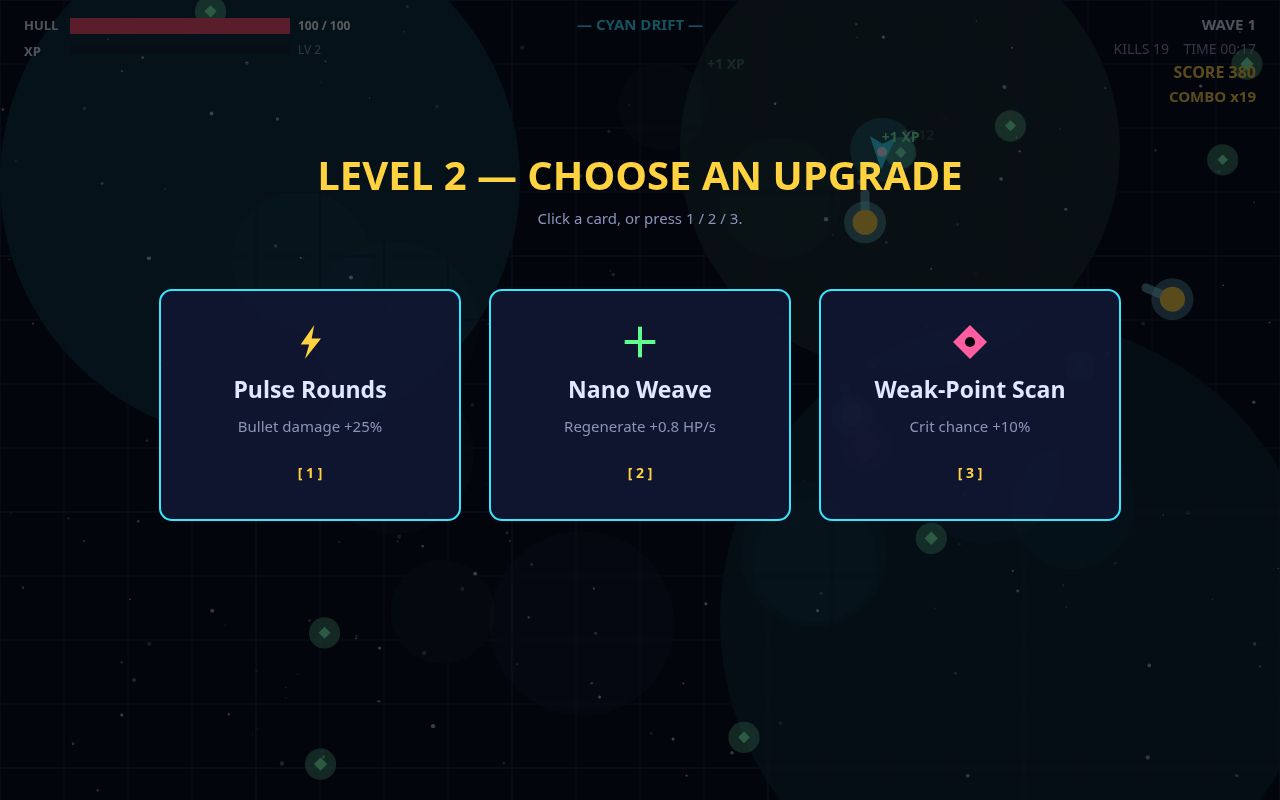 HULL 100 / 100
XP LV 2
— CYAN DRIFT —
WAVE 1
KILLS 19 TIME 00:17
SCORE 380
COMBO x19
+1 XP
+1 XP
LEVEL 2 — CHOOSE AN UPGRADE
Click a card, or press 1 / 2 / 3.
Pulse Rounds
Bullet damage +25%
[ 1 ]
Nano Weave
Regenerate +0.8 HP/s
[ 2 ]
Weak-Point Scan
Crit chance +10%
[ 3 ]